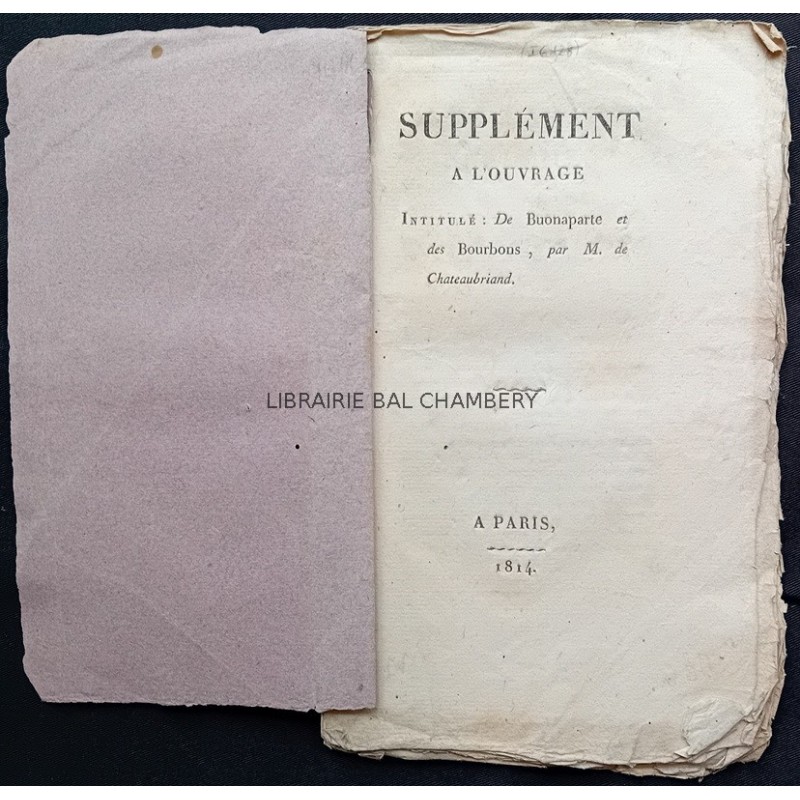 SUPPLÉMENT
A L'OUVRAGE
INTITULÉ : De Buonaparte et
des Bourbons, par M. de
Chateaubriand.
LIBRAIRIE BAL CHAMBERY
A PARIS,
1814.